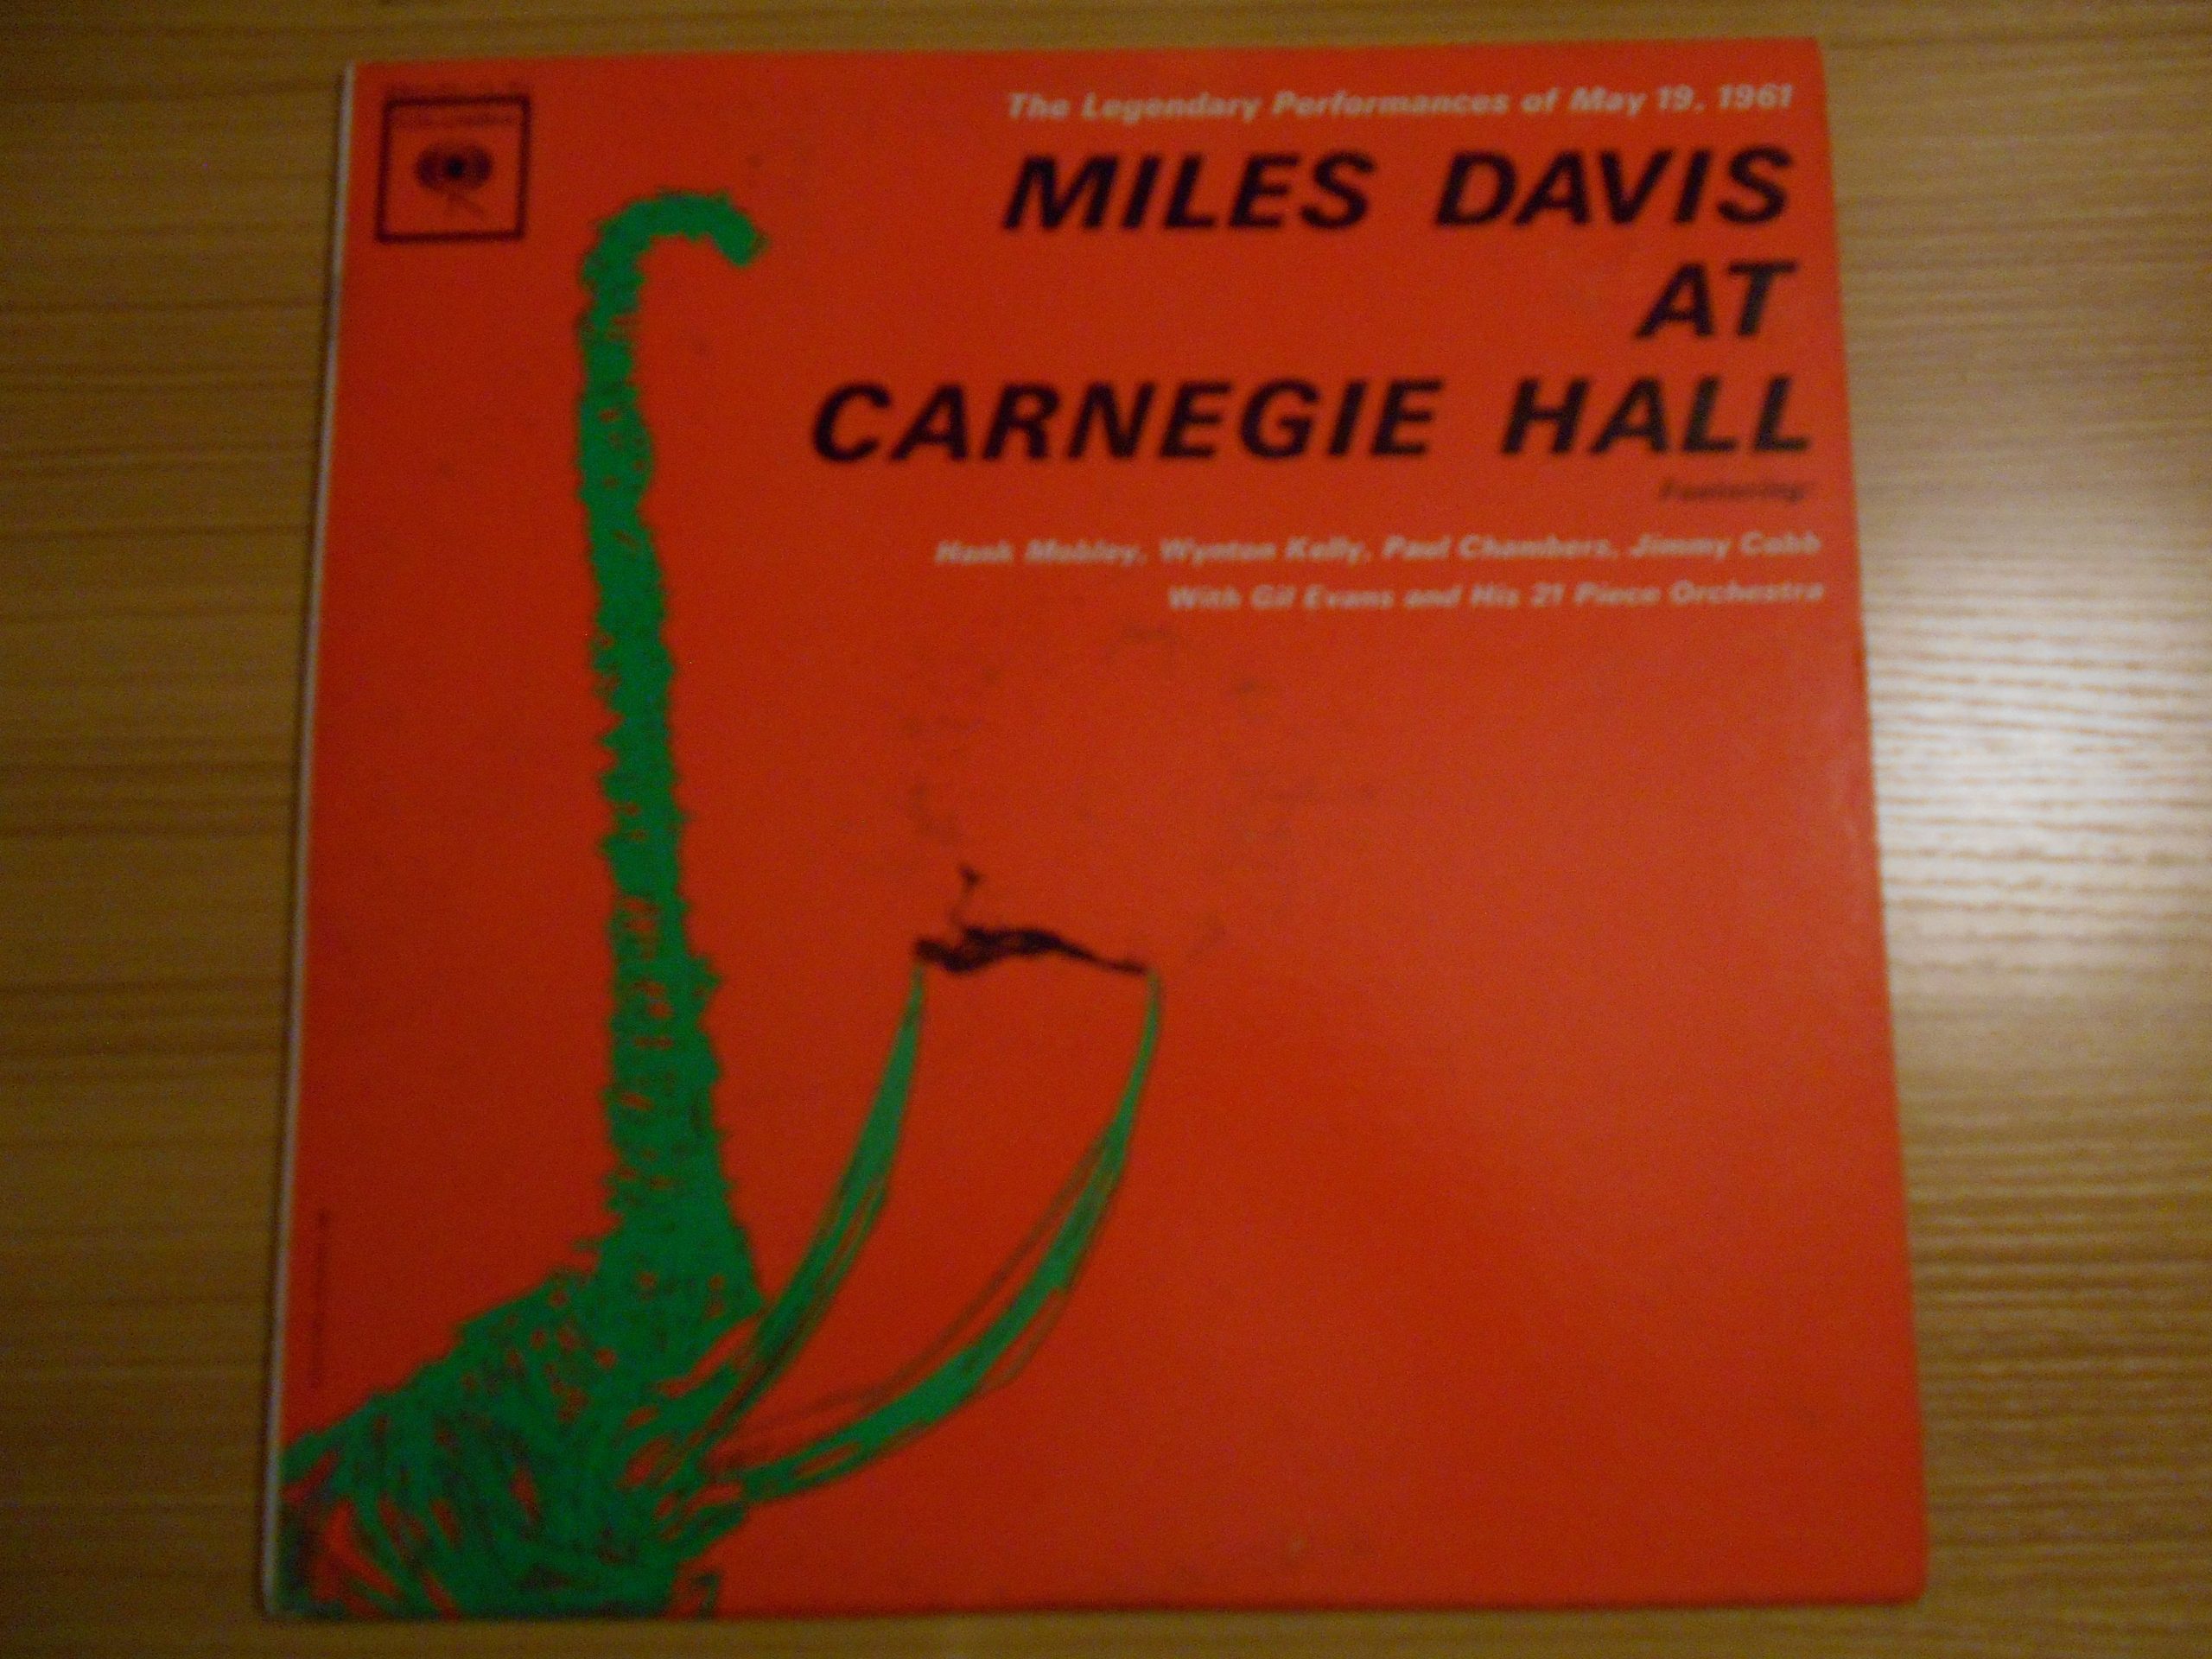 The Legendary Performances of May 19, 1961
MILES DAVIS
AT
CARNEGIE HALL
Featuring:
Hank Mobley, Wynton Kelly, Paul Chambers, Jimmy Cobb
With Gil Evans and His 21 Piece Orchestra